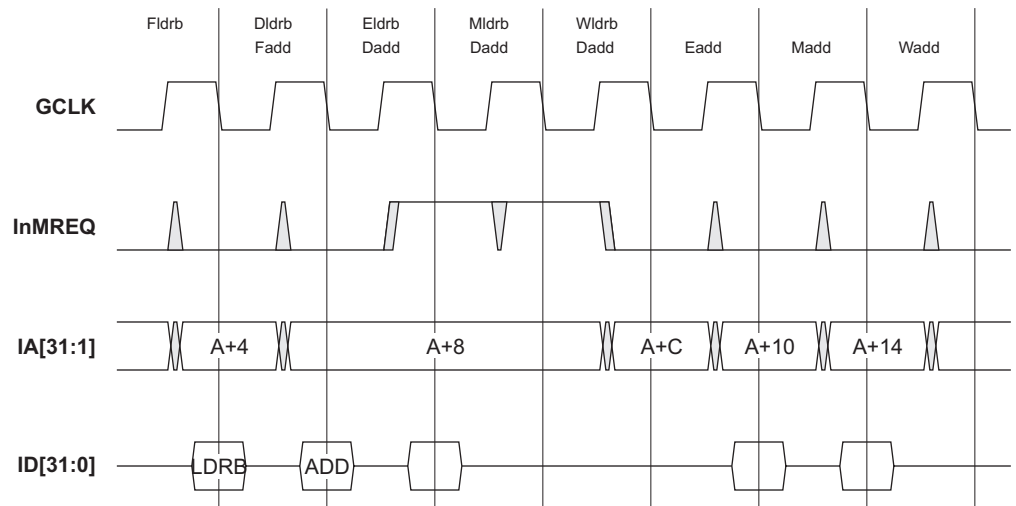 Fldrb Dldrb Eldrb Mldrb Wldrb
Fadd Dadd Dadd Dadd Eadd Madd Wadd
GCLK
InMREQ
IA[31:1] A+4 A+8 A+C A+10 A+14
ID[31:0] LDRB ADD